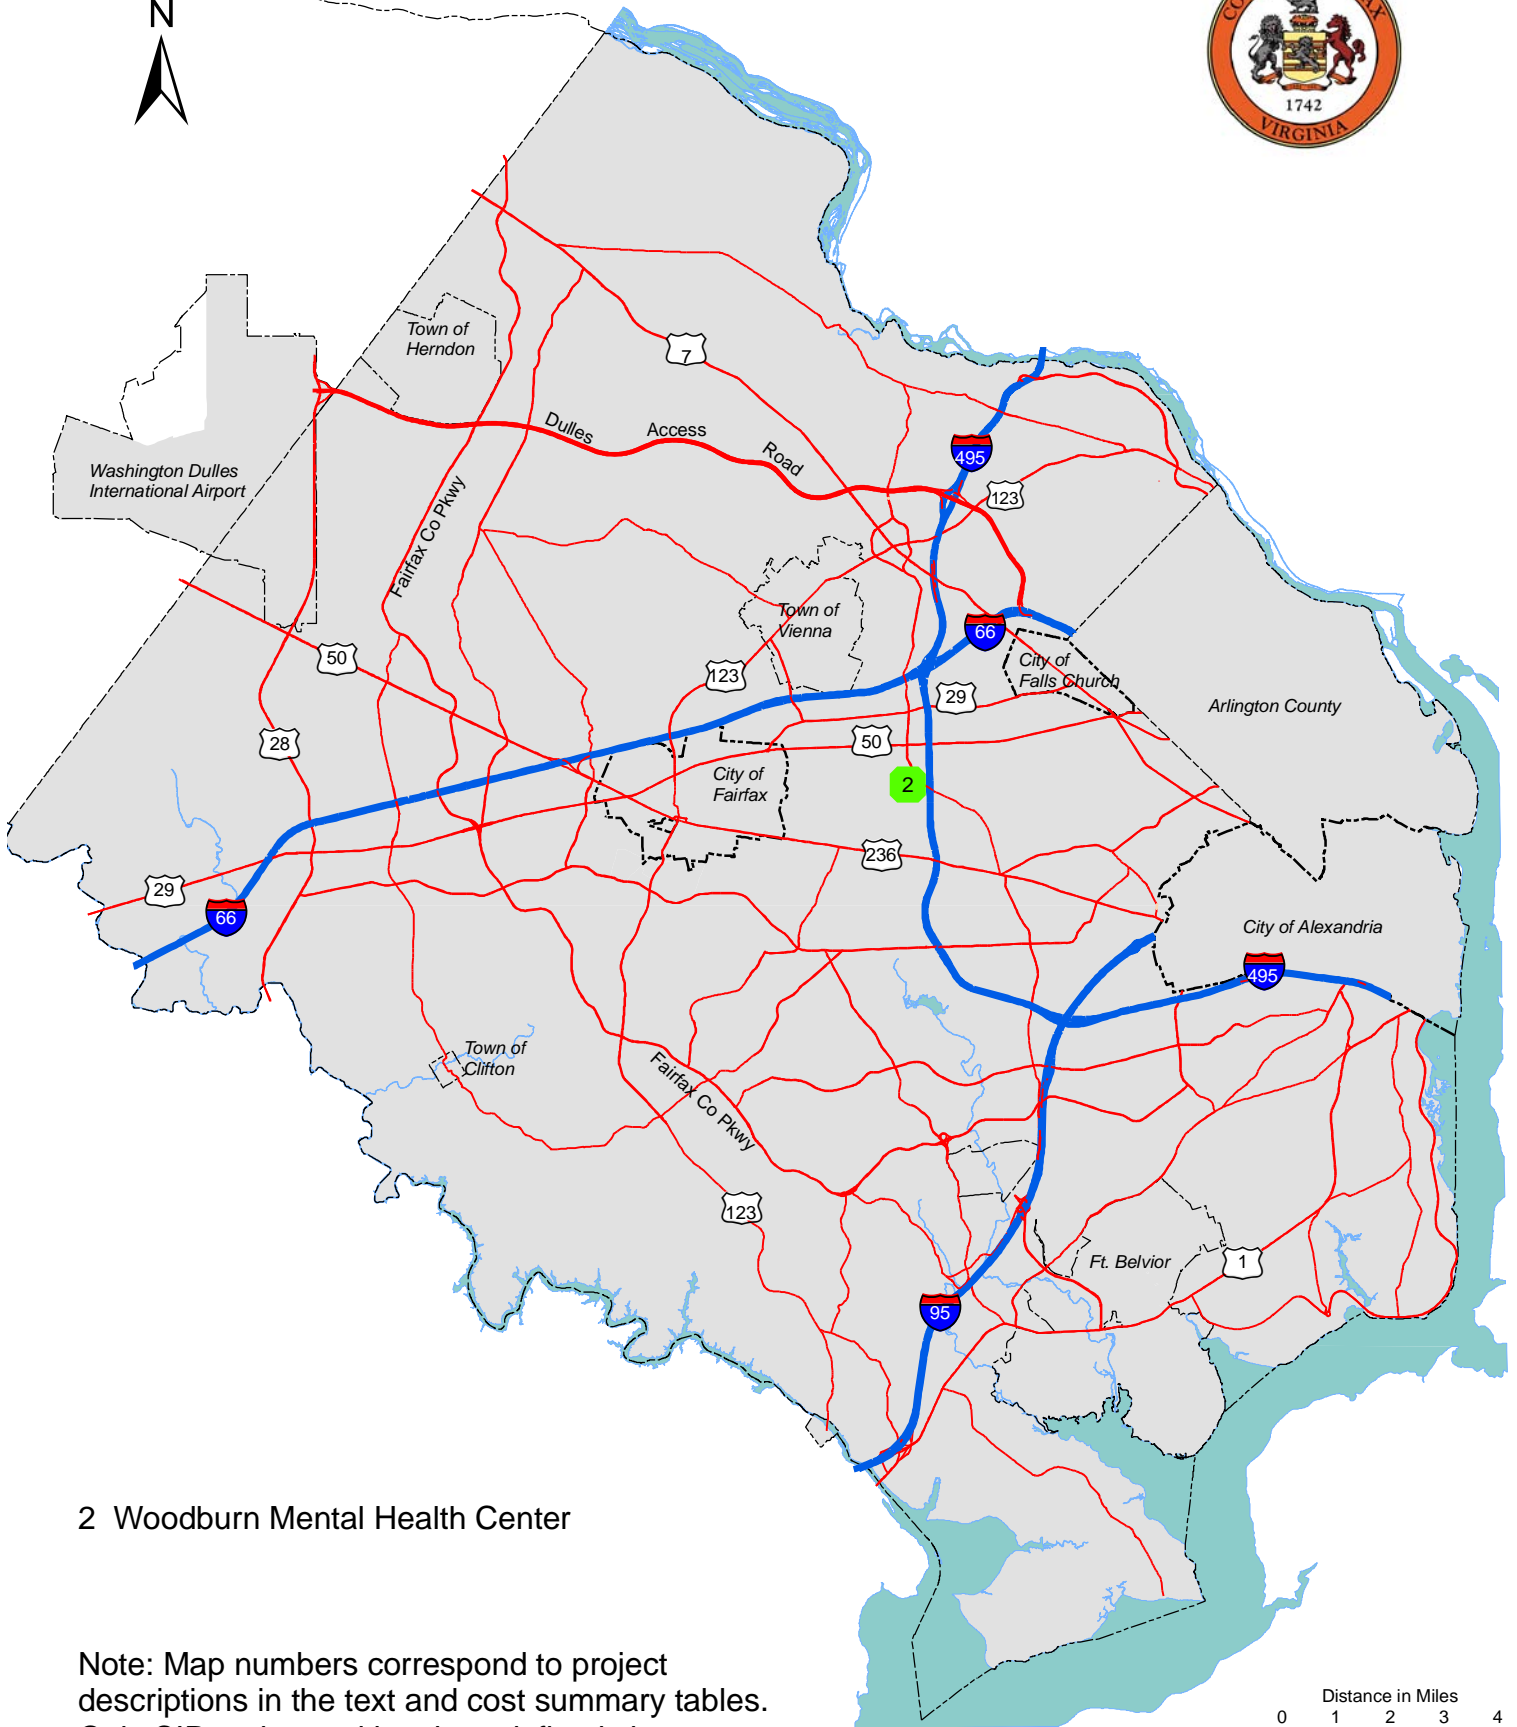 N
1742
VIRGINIA
Town of
Herndon
7
Dulles
Access
Road
495
123
Washington Dulles
International Airport
Fairfax Co Pkwy
Town of
Vienna
66
City of
Falls Church
50
123
29
Arlington County
28
50
City of
Fairfax
2
236
29
66
City of Alexandria
495
Town of
Clifton
Fairfax Co Pkwy
123
Ft. Belvior
1
95
2 Woodburn Mental Health Center
Note: Map numbers correspond to project
descriptions in the text and cost summary tables.
Distance in Miles
0 1 2 3 4